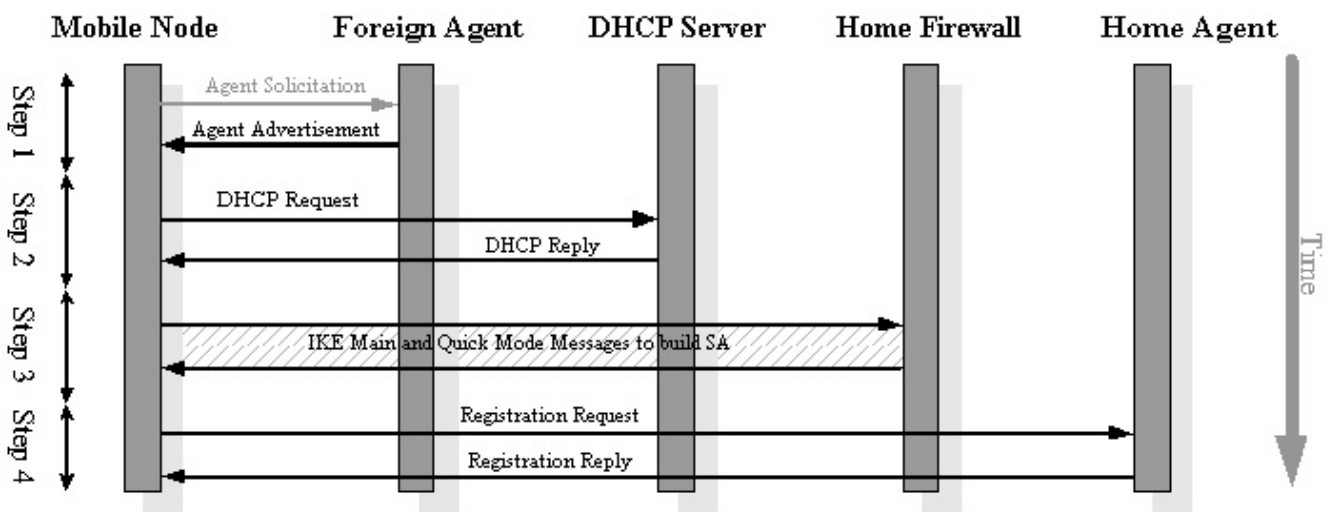 Mobile Node
Foreign Agent
DHCP Server
Home Firewall
Home Agent
Step 1
Agent Solicitation
Agent Advertisement
Step 2
DHCP Request
DHCP Reply
Step 3
IKE Main and Quick Mode Messages to build SA
Step 4
Registration Request
Registration Reply
Time